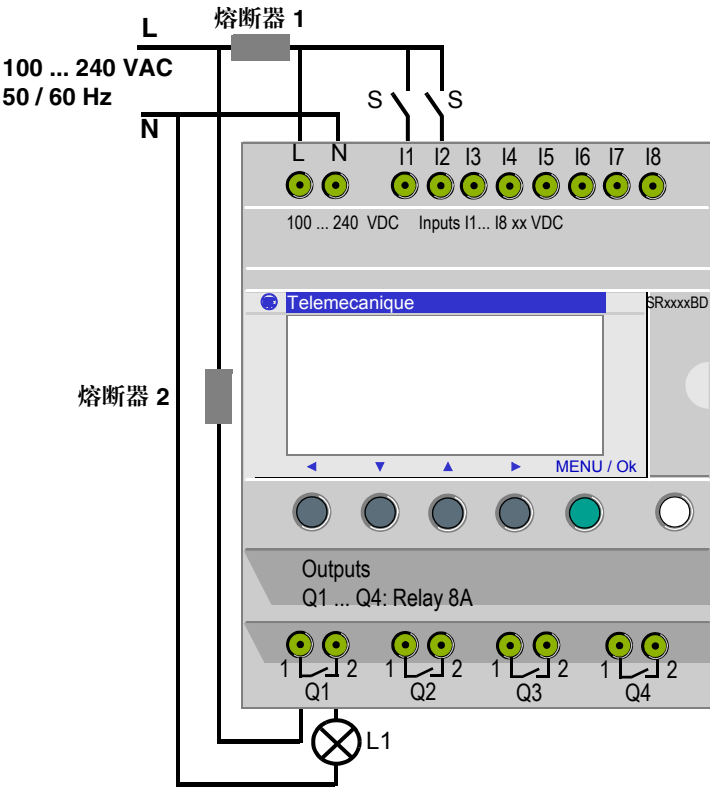 熔断器 1
L
100 ... 240 VAC
50 / 60 Hz
N
S S
L N I1 I2 I3 I4 I5 I6 I7 I8
100 ... 240 VDC Inputs I1... I8 xx VDC
Telemecanique
SRxxxxBD
熔断器 2
MENU / Ok
Outputs
Q1 ... Q4: Relay 8A
1 2 1 2 1 2 1 2
Q1 Q2 Q3 Q4
L1